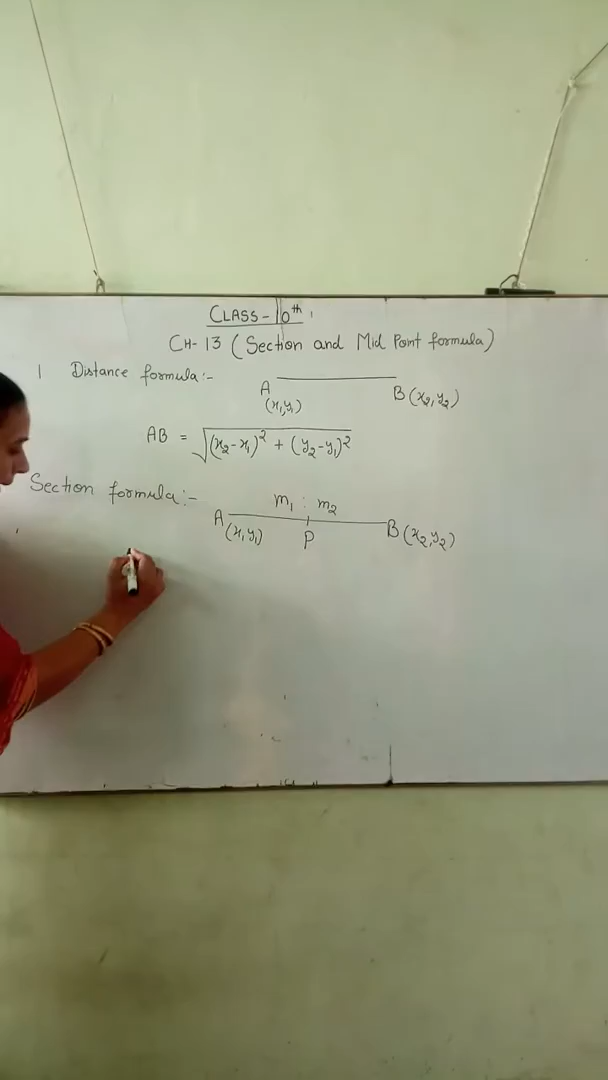 CLASS-10th
CH-13 (Section and Mid Point formula)
1 Distance formula:-
A B(x₂,y₂)
(x₁,y₁)
AB = √(x₂-x₁)² + (y₂-y₁)²
Section formula:-
m₁ : m₂
A B(x₂,y₂)
(x₁,y₁) P